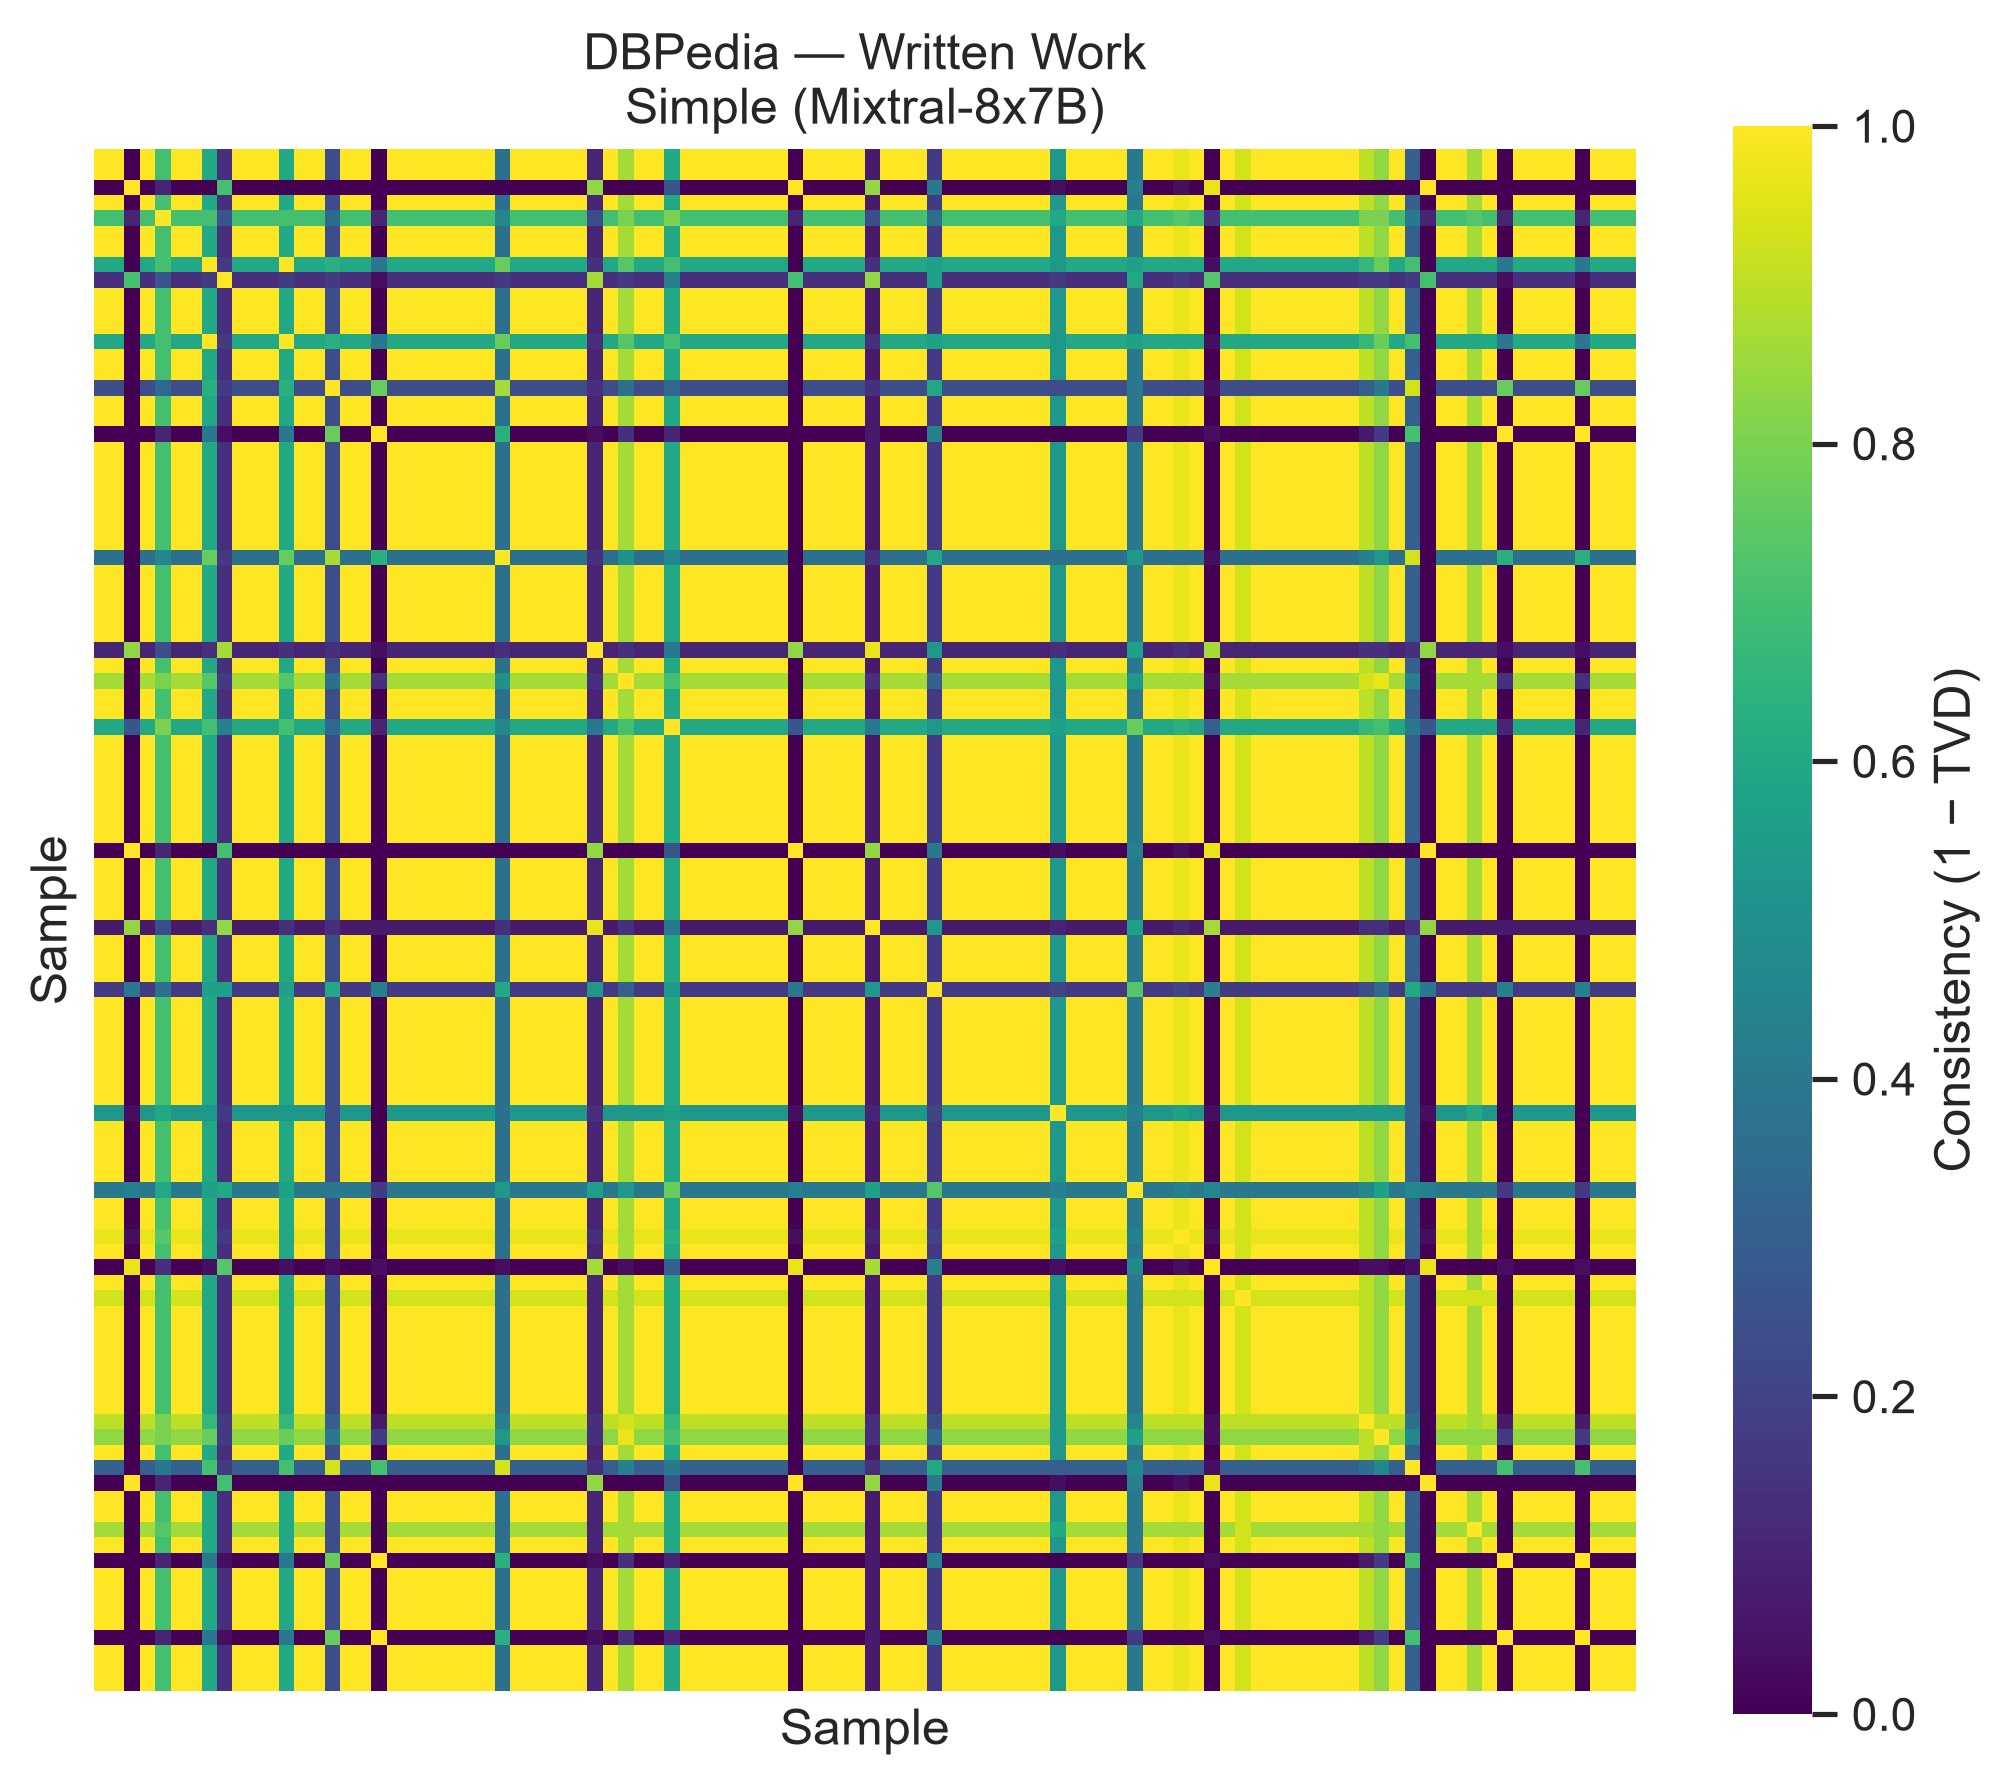 DBPedia — Written Work
Simple (Mixtral-8x7B)
1.0
0.8
0.6
0.4
0.2
0.0
Consistency (1 − TVD)
Sample
Sample